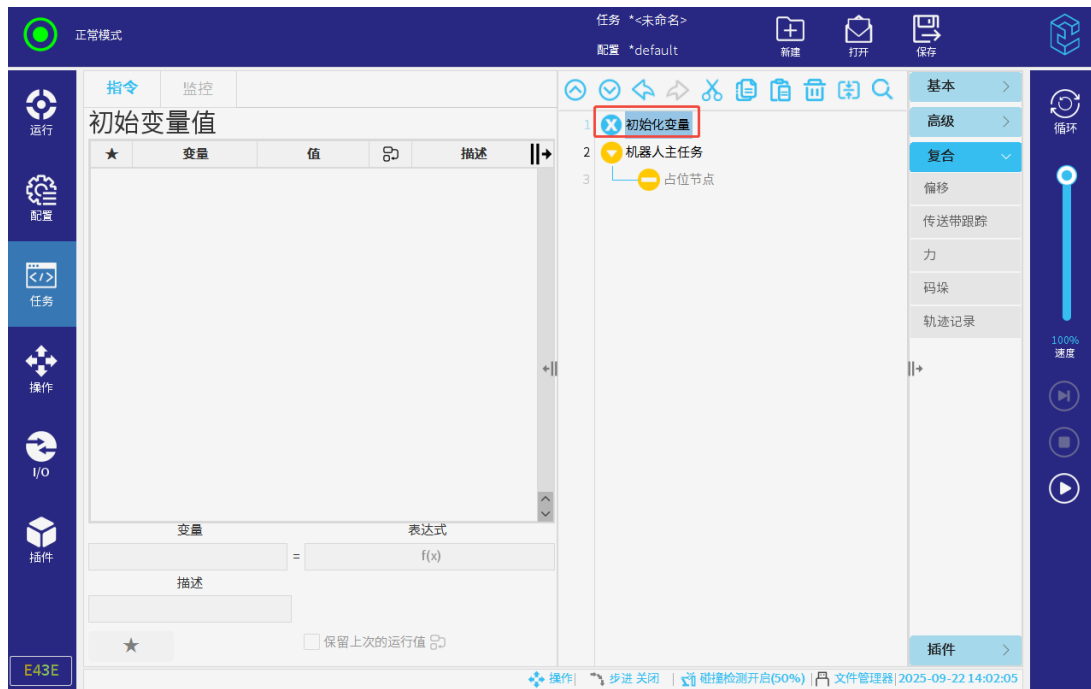 正常模式
任务 *<未命名>
配置 *default
新建
打开
保存
运行
配置
任务
操作
I/O
插件
E43E
指令 监控
初始变量值
★ 变量 值 描述
变量 表达式
= f(x)
描述
★
保留上次的运行值
1 初始化变量
2 机器人主任务
3 占位节点
基本
高级
复合
偏移
传送带跟踪
力
码垛
轨迹记录
插件
循环
100%
速度
操作| 步进 关闭 | 碰撞检测开启(50%) | 文件管理器|2025-09-22 14:02:05